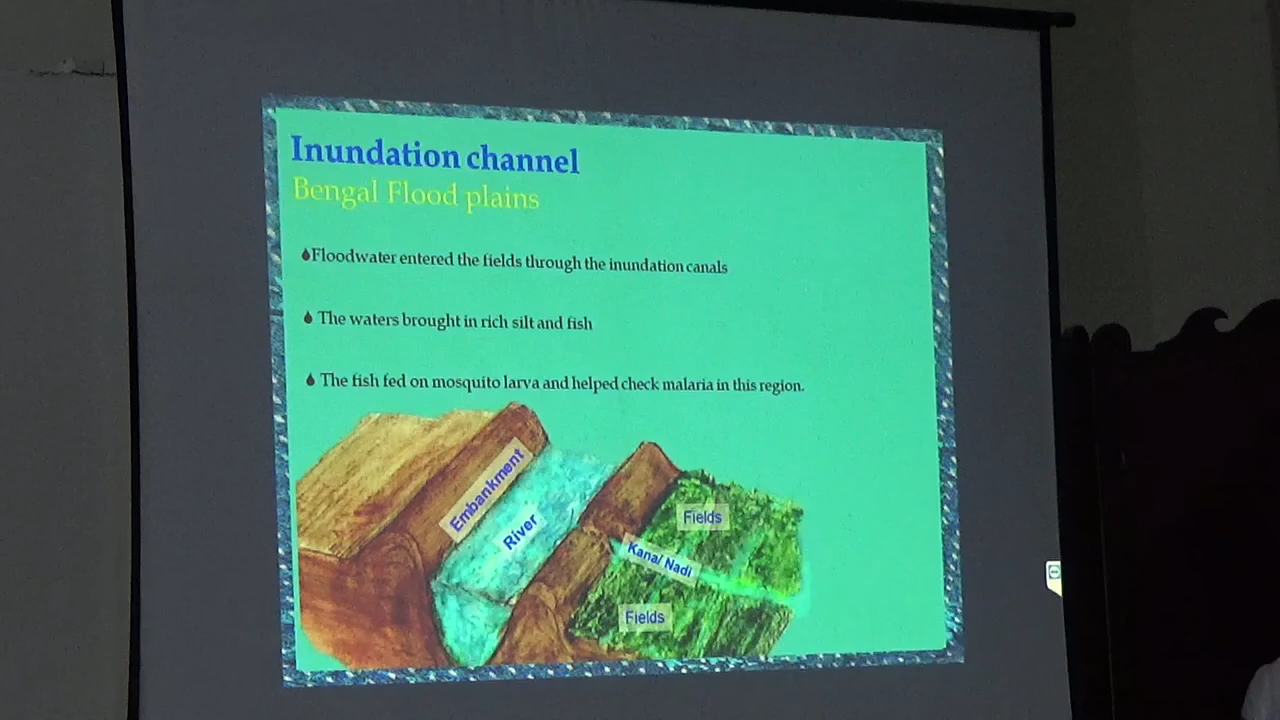 Inundation channel
Bengal Flood plains
Floodwater entered the fields through the inundation canals
The waters brought in rich silt and fish
The fish fed on mosquito larva and helped check malaria in this region.
Embankment
River
Fields
Kana/ Nadi
Fields